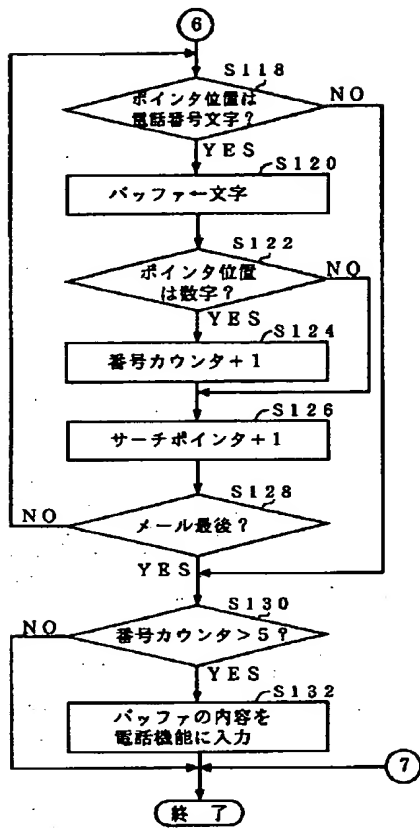 6
S118
ポインタ位置は
電話番号文字?
NO
YES
S120
バッファ←文字
S122
ポインタ位置
は数字?
NO
YES
S124
番号カウンタ+1
S126
サーチポインタ+1
S128
NO
メール最後?
YES
S130
NO
番号カウンタ>5?
YES
S132
バッファの内容を
電話機能に入力
7
終了